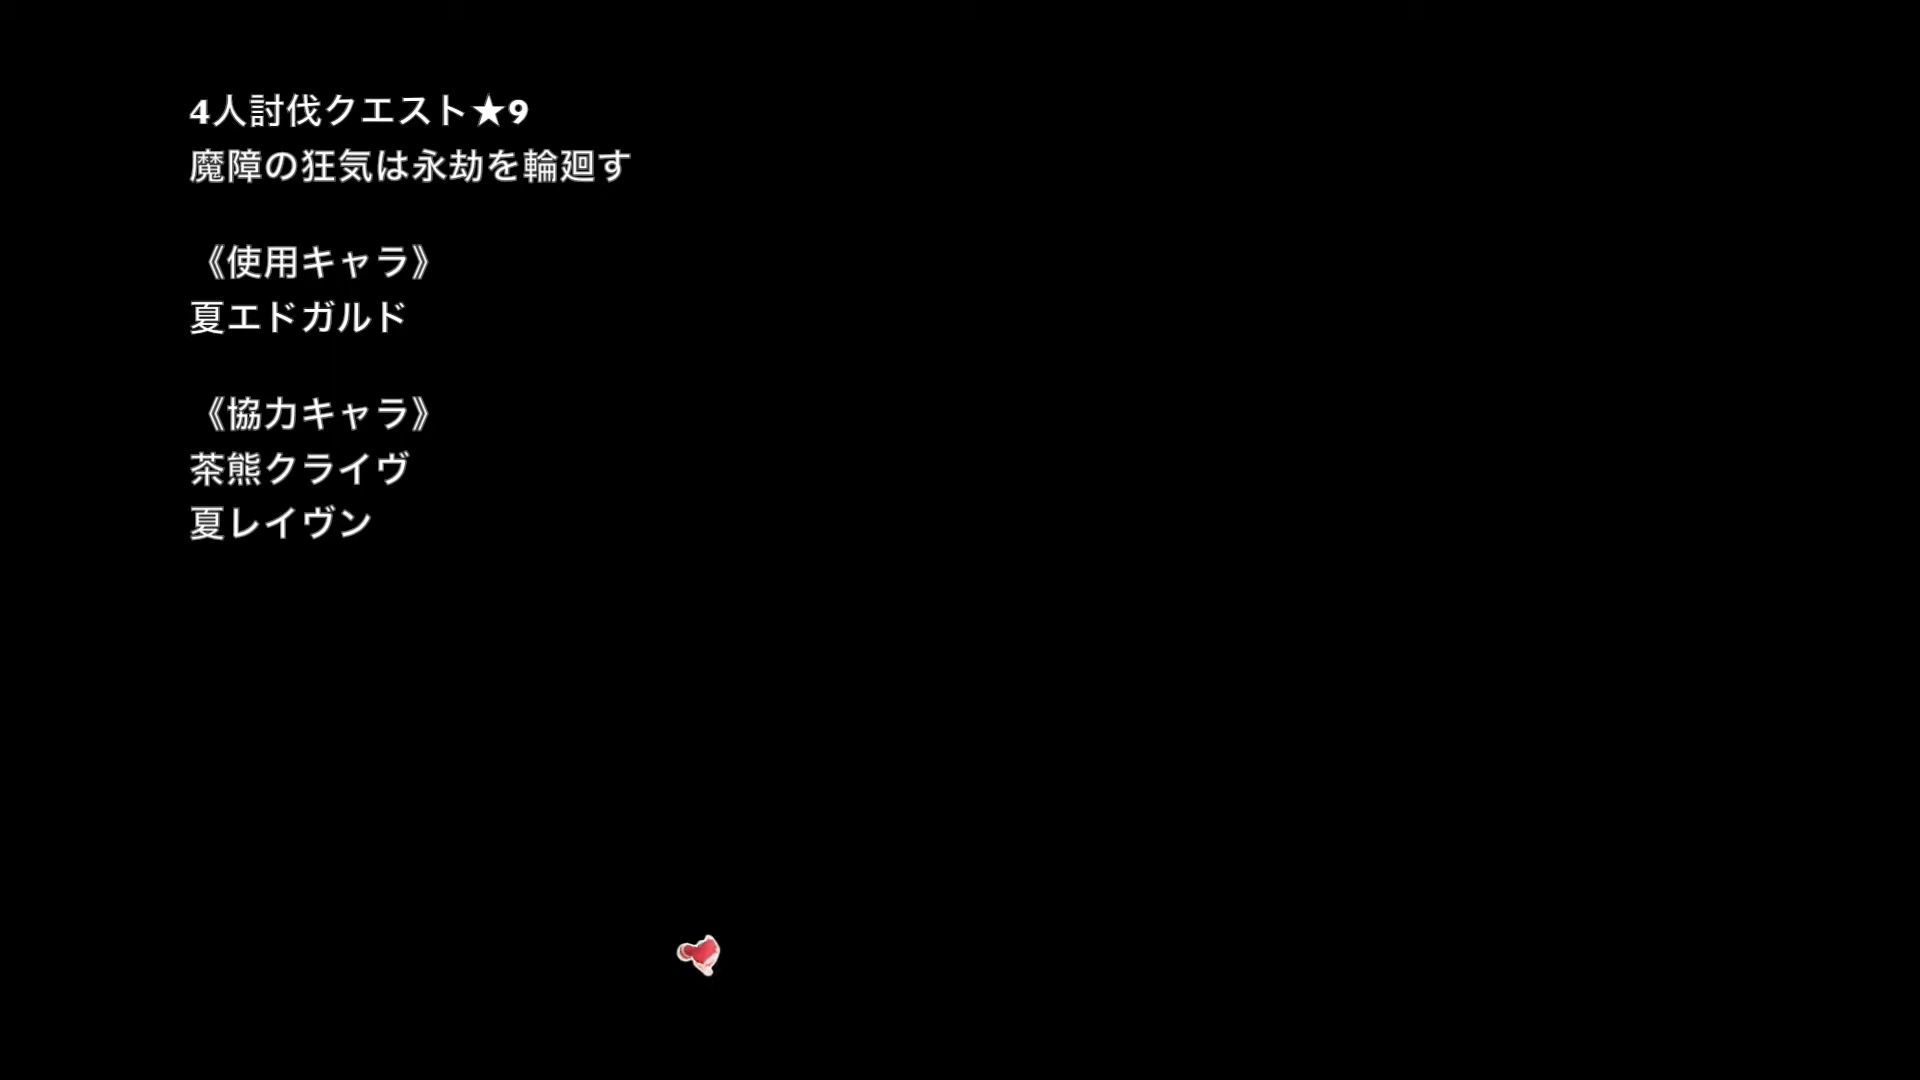 4人討伐クエスト★9
魔障の狂気は永劫を輪廻す
《使用キャラ》
夏エドガルド
《協力キャラ》
茶熊クライヴ
夏レイヴン